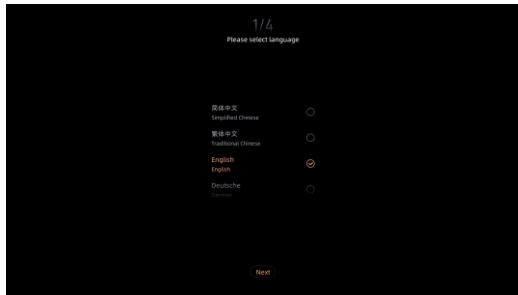 1/4
Please select language
简体中文
Simplified Chinese
繁体中文
Traditional Chinese
English
English
Deutsche
German
Next